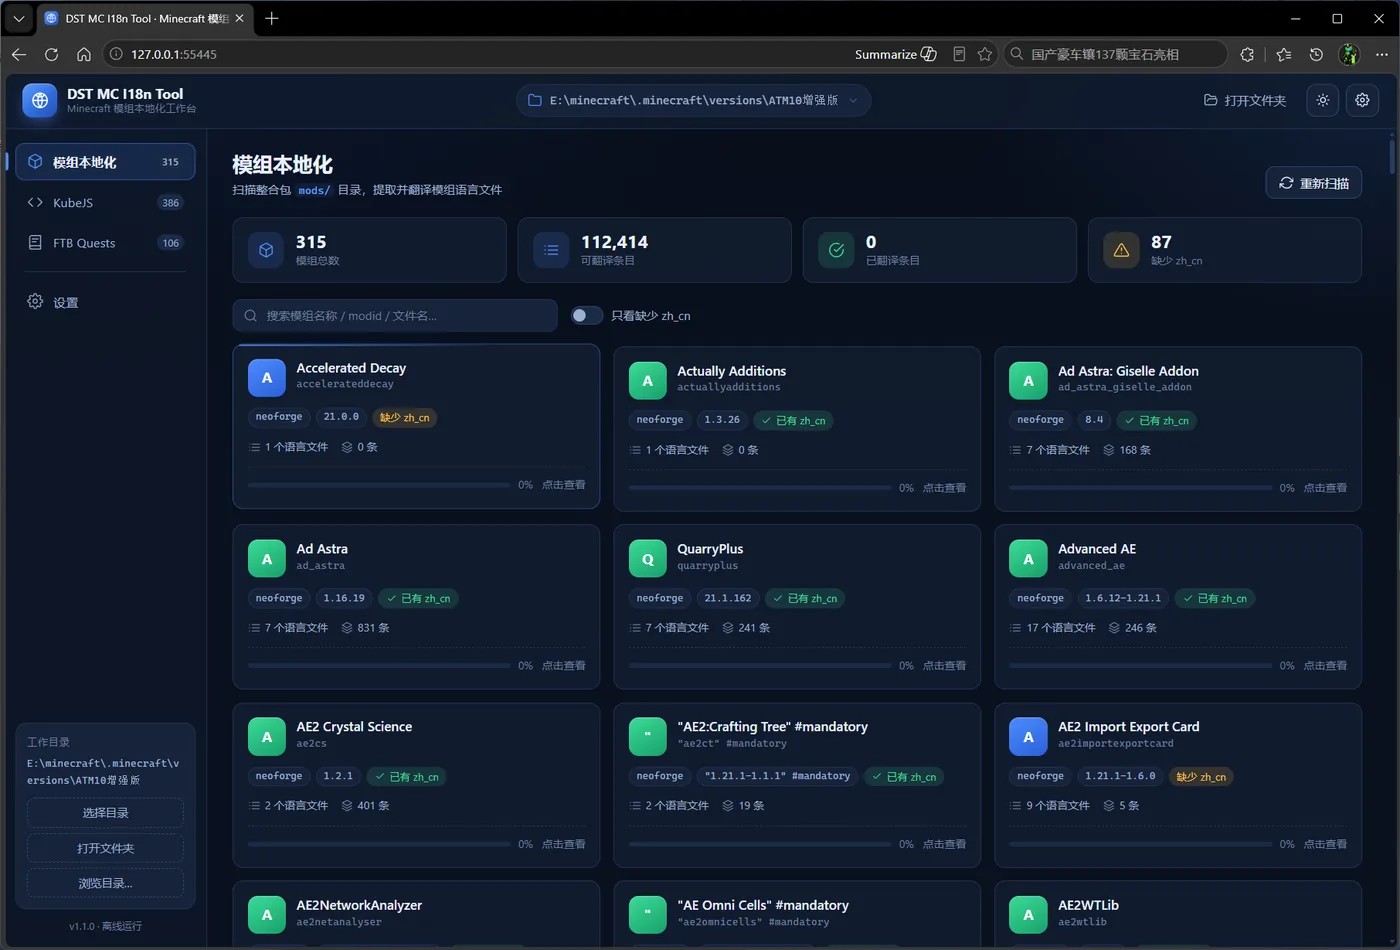 DST MC I18n Tool · Minecraft 模组
127.0.0.1:55445
Summarize
国产豪车镶137颗宝石亮相
DST MC I18n Tool
Minecraft 模组本地化工作台
E:\minecraft\.minecraft\versions\ATM10增强版
打开文件夹
模组本地化 315
KubeJS 386
FTB Quests 106
设置
模组本地化
扫描整合包 mods/ 目录，提取并翻译模组语言文件
重新扫描
315
模组总数
112,414
可翻译条目
0
已翻译条目
87
缺少 zh_cn
搜索模组名称 / modid / 文件名...
只看缺少 zh_cn
A
Accelerated Decay
accelerateddecay
neoforge 21.0.0 缺少 zh_cn
1 个语言文件 0 条
0% 点击查看
A
Actually Additions
actuallyadditions
neoforge 1.3.26 已有 zh_cn
1 个语言文件 0 条
0% 点击查看
A
Ad Astra: Giselle Addon
ad_astra_giselle_addon
neoforge 8.4 已有 zh_cn
7 个语言文件 168 条
0% 点击查看
A
Ad Astra
ad_astra
neoforge 1.16.19 已有 zh_cn
7 个语言文件 831 条
0% 点击查看
Q
QuarryPlus
quarryplus
neoforge 21.1.162 已有 zh_cn
7 个语言文件 241 条
0% 点击查看
A
Advanced AE
advanced_ae
neoforge 1.6.12-1.21.1 已有 zh_cn
17 个语言文件 246 条
0% 点击查看
A
AE2 Crystal Science
ae2cs
neoforge 1.2.1 已有 zh_cn
2 个语言文件 401 条
0% 点击查看
"
"AE2:Crafting Tree" #mandatory
"ae2ct" #mandatory
neoforge "1.21.1-1.1.1" #mandatory 已有 zh_cn
2 个语言文件 19 条
0% 点击查看
A
AE2 Import Export Card
ae2importexportcard
neoforge 1.21.1-1.6.0 缺少 zh_cn
9 个语言文件 5 条
0% 点击查看
A
AE2NetworkAnalyzer
ae2netanalyser
"
"AE Omni Cells" #mandatory
"ae2omnicells" #mandatory
A
AE2WTLib
ae2wtlib
工作目录
E:\minecraft\.minecraft\v
ersions\ATM10增强版
选择目录
打开文件夹
浏览目录...
v1.1.0 · 离线运行